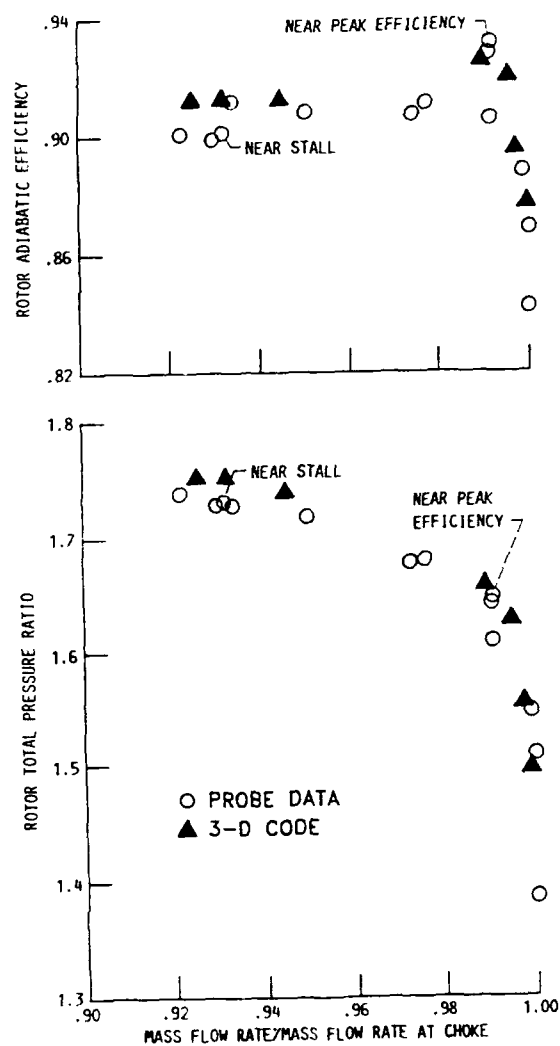 .94
.90
.86
.82
ROTOR ADIABATIC EFFICIENCY
NEAR PEAK EFFICIENCY
NEAR STALL
1.8
1.7
1.6
1.5
1.4
1.3
ROTOR TOTAL PRESSURE RATIO
NEAR STALL
NEAR PEAK
EFFICIENCY
PROBE DATA
3-D CODE
.90 .92 .94 .96 .98 1.00
MASS FLOW RATE/MASS FLOW RATE AT CHOKE